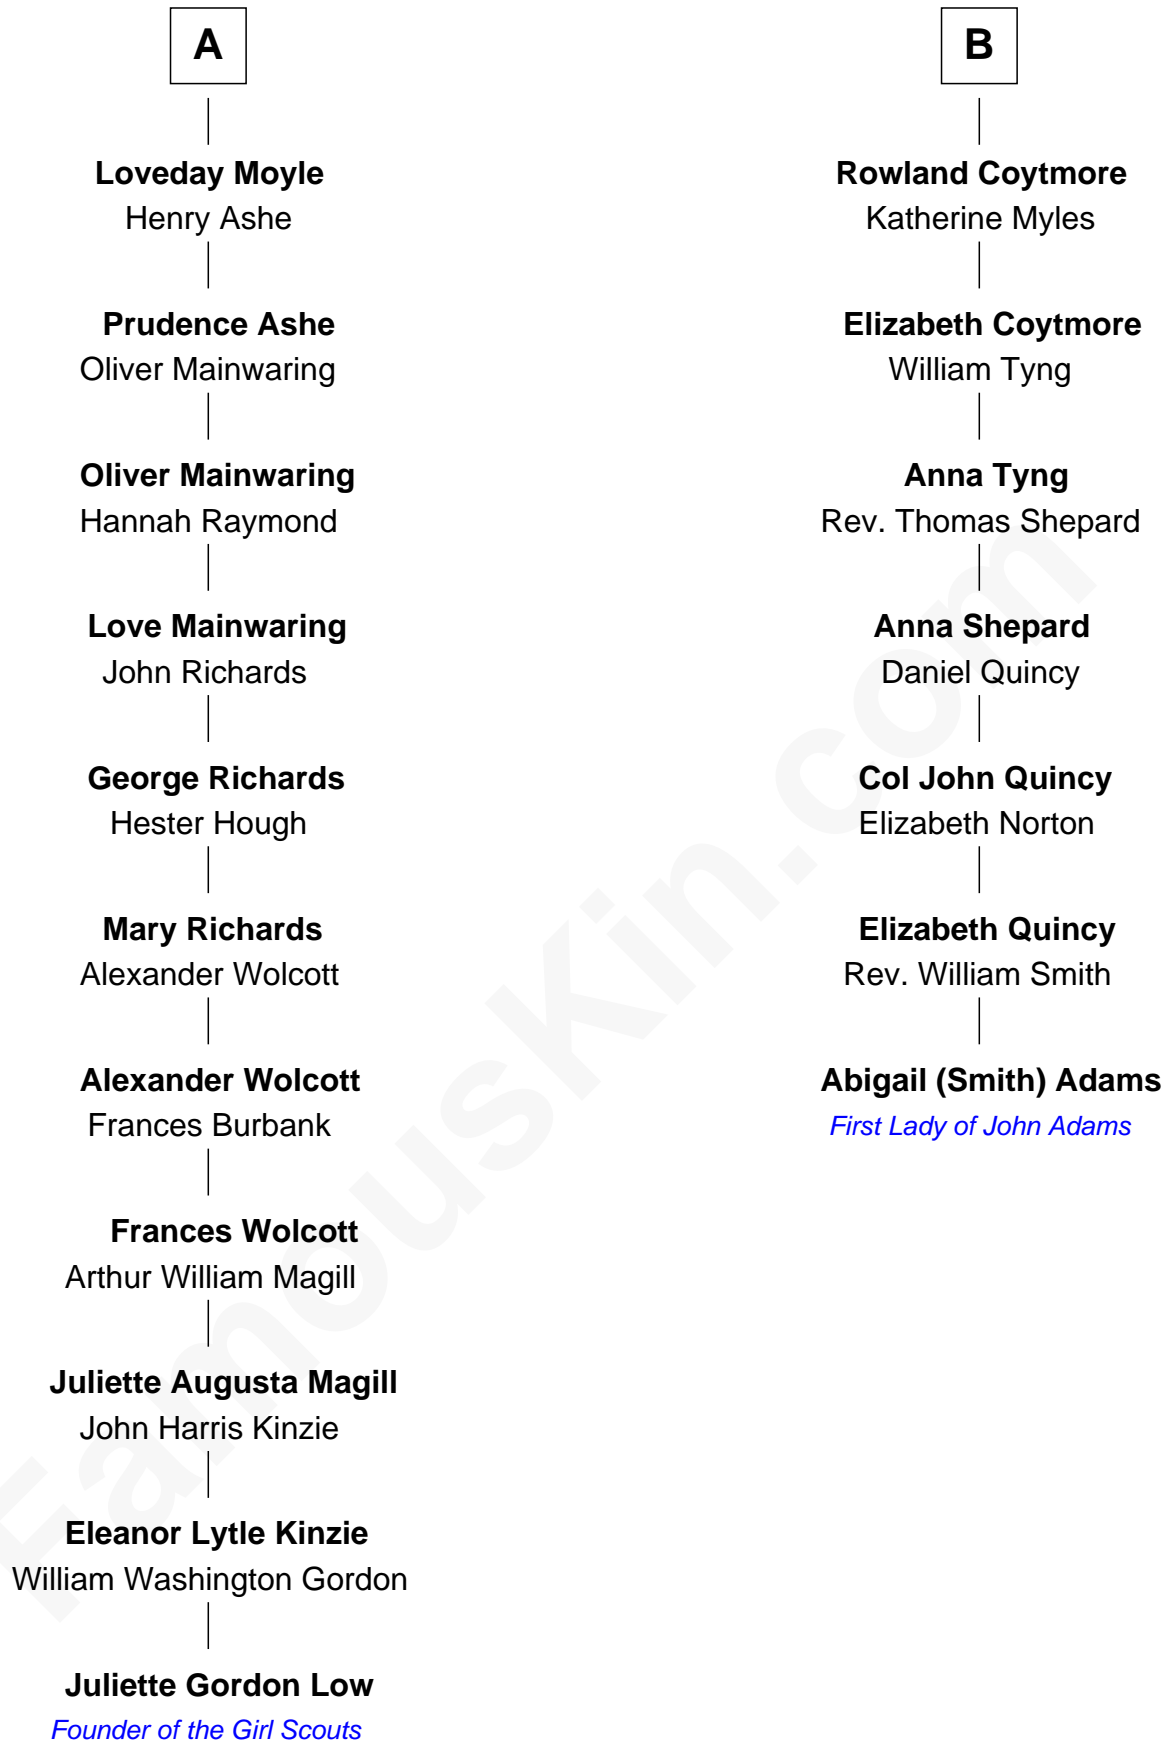 A
Loveday Moyle
Henry Ashe
Prudence Ashe
Oliver Mainwaring
Oliver Mainwaring
Hannah Raymond
Love Mainwaring
John Richards
George Richards
Hester Hough
Mary Richards
Alexander Wolcott
Alexander Wolcott
Frances Burbank
Frances Wolcott
Arthur William Magill
Juliette Augusta Magill
John Harris Kinzie
Eleanor Lytle Kinzie
William Washington Gordon
Juliette Gordon Low
Founder of the Girl Scouts
B
Rowland Coytmore
Katherine Myles
Elizabeth Coytmore
William Tyng
Anna Tyng
Rev. Thomas Shepard
Anna Shepard
Daniel Quincy
Col John Quincy
Elizabeth Norton
Elizabeth Quincy
Rev. William Smith
Abigail (Smith) Adams
First Lady of John Adams
FamousKin.com